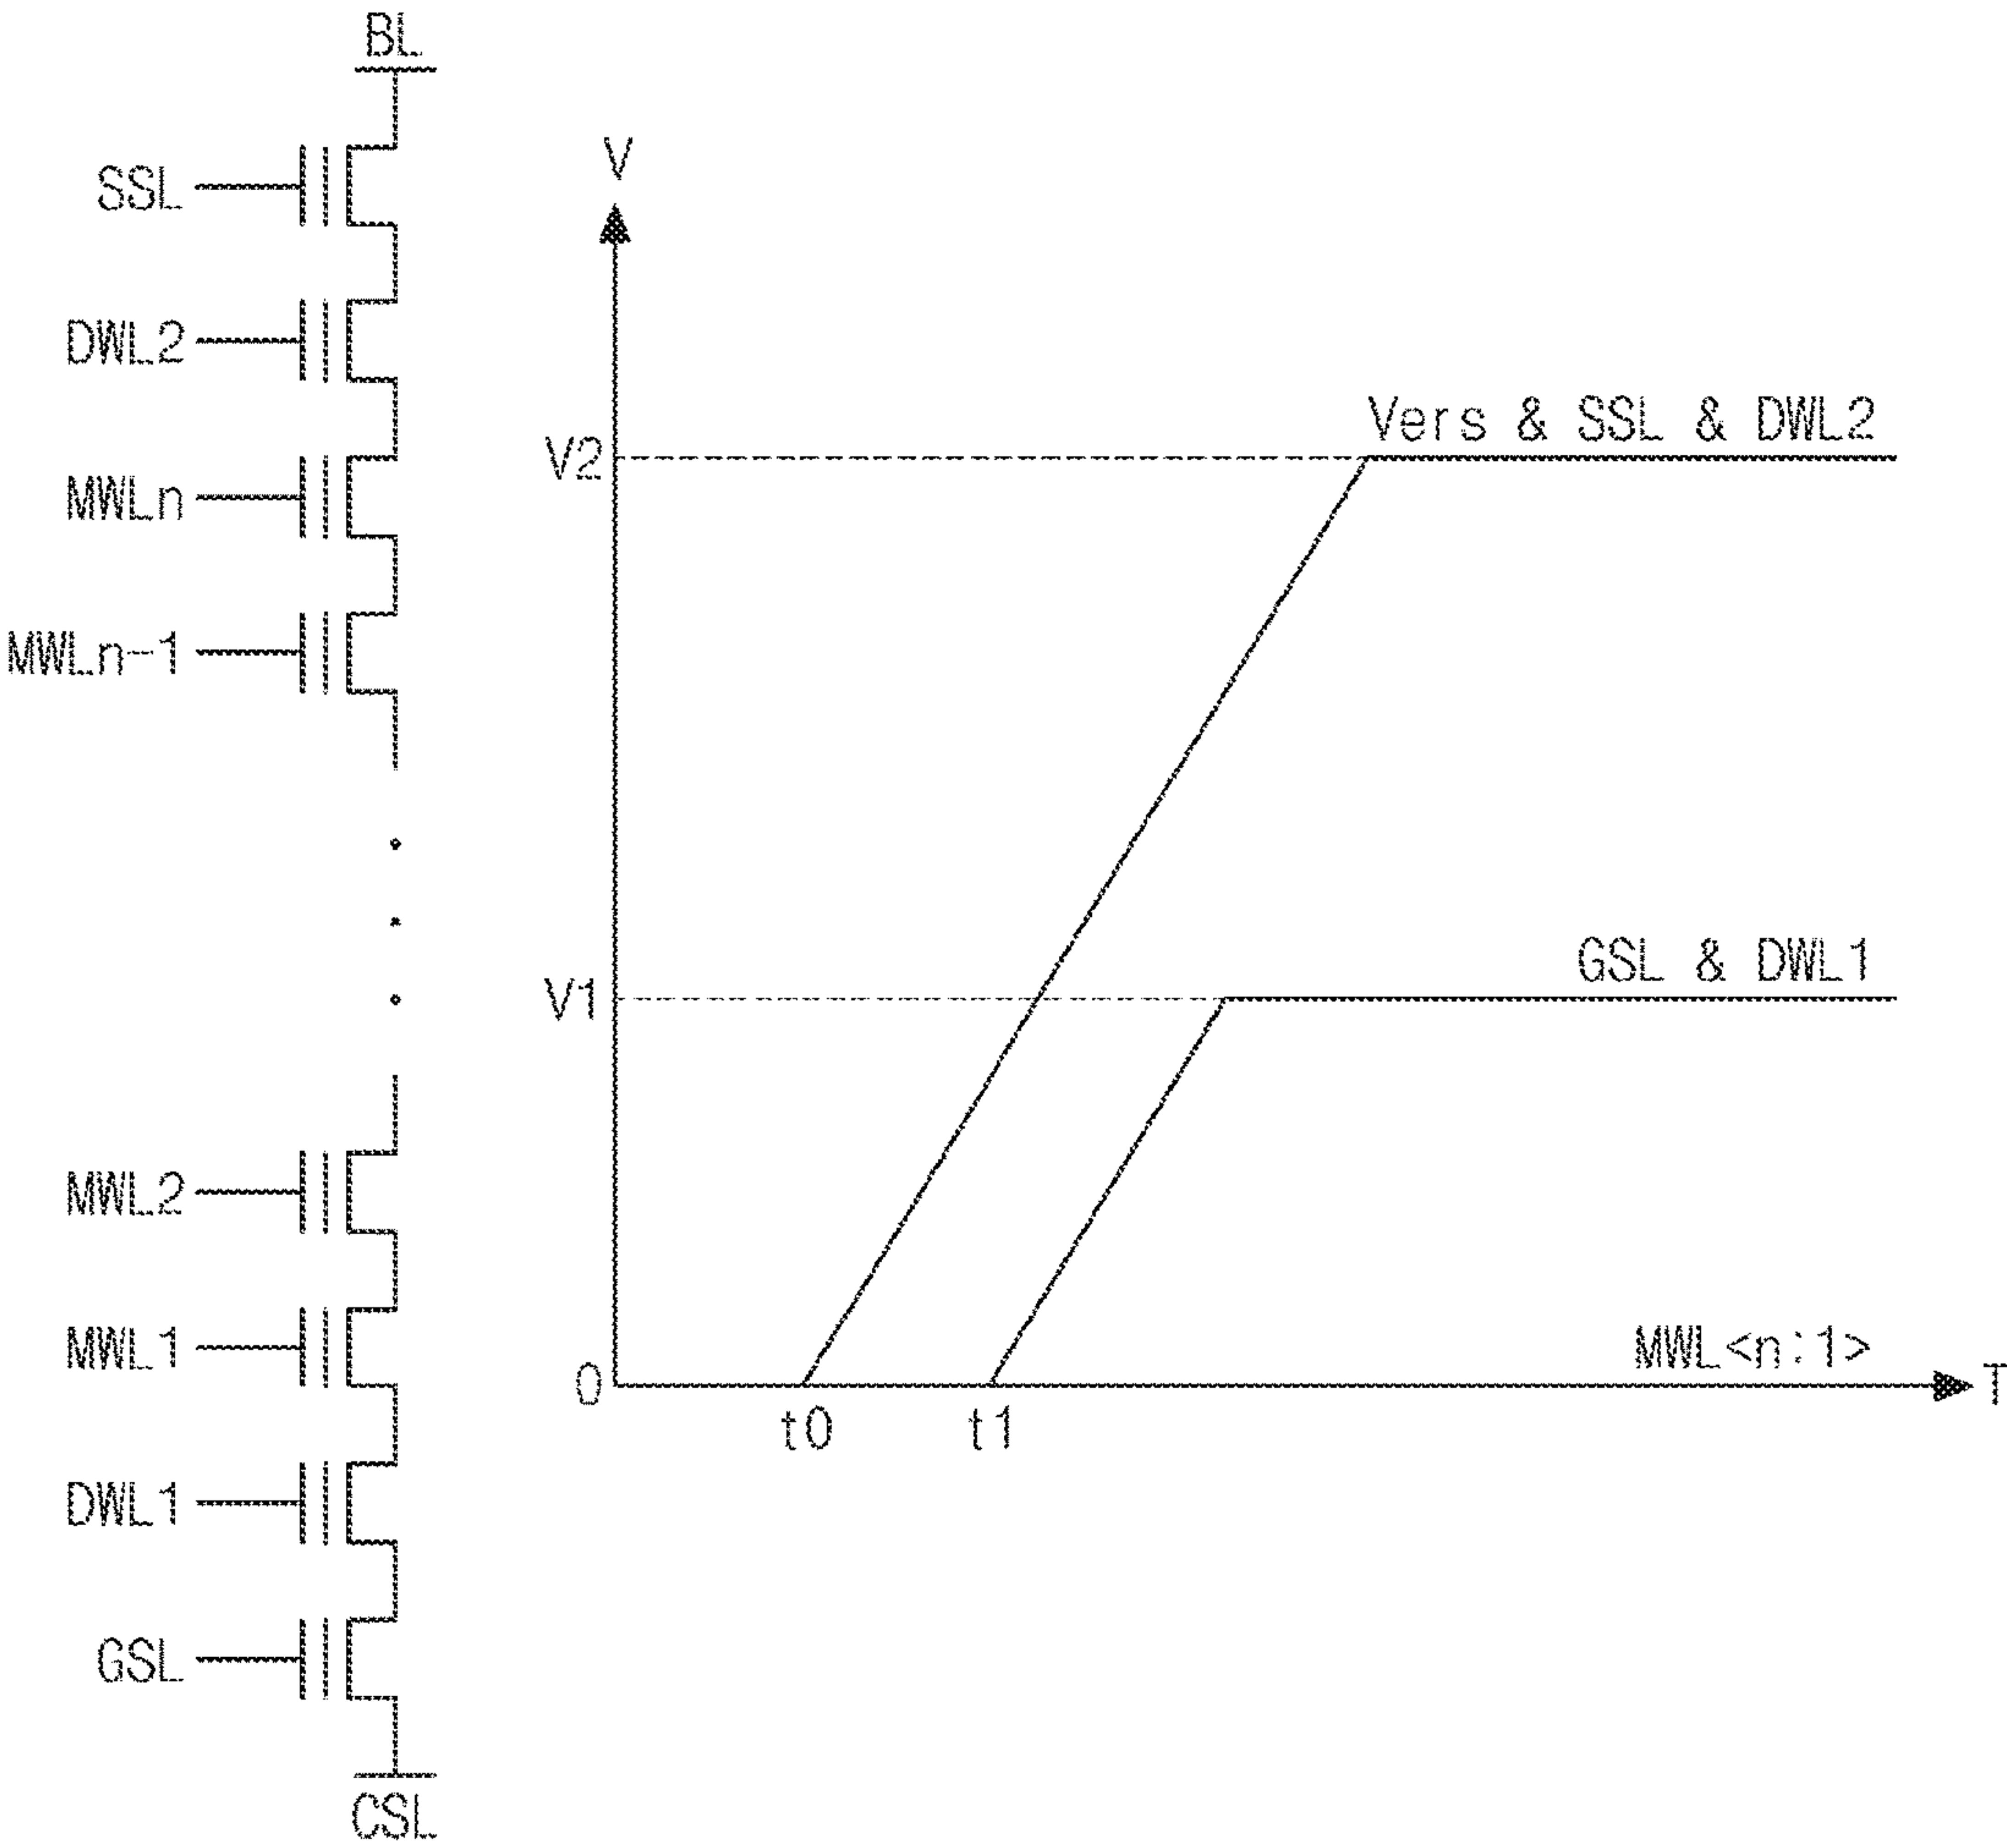 BL
SSL
DWL2
MWLn
MWLn-1
MWL2
MWL1
DWL1
GSL
CSL
V
V2
Vers & SSL & DWL2
V1
GSL & DWL1
MWL<n:1>
0
T
t0
t1